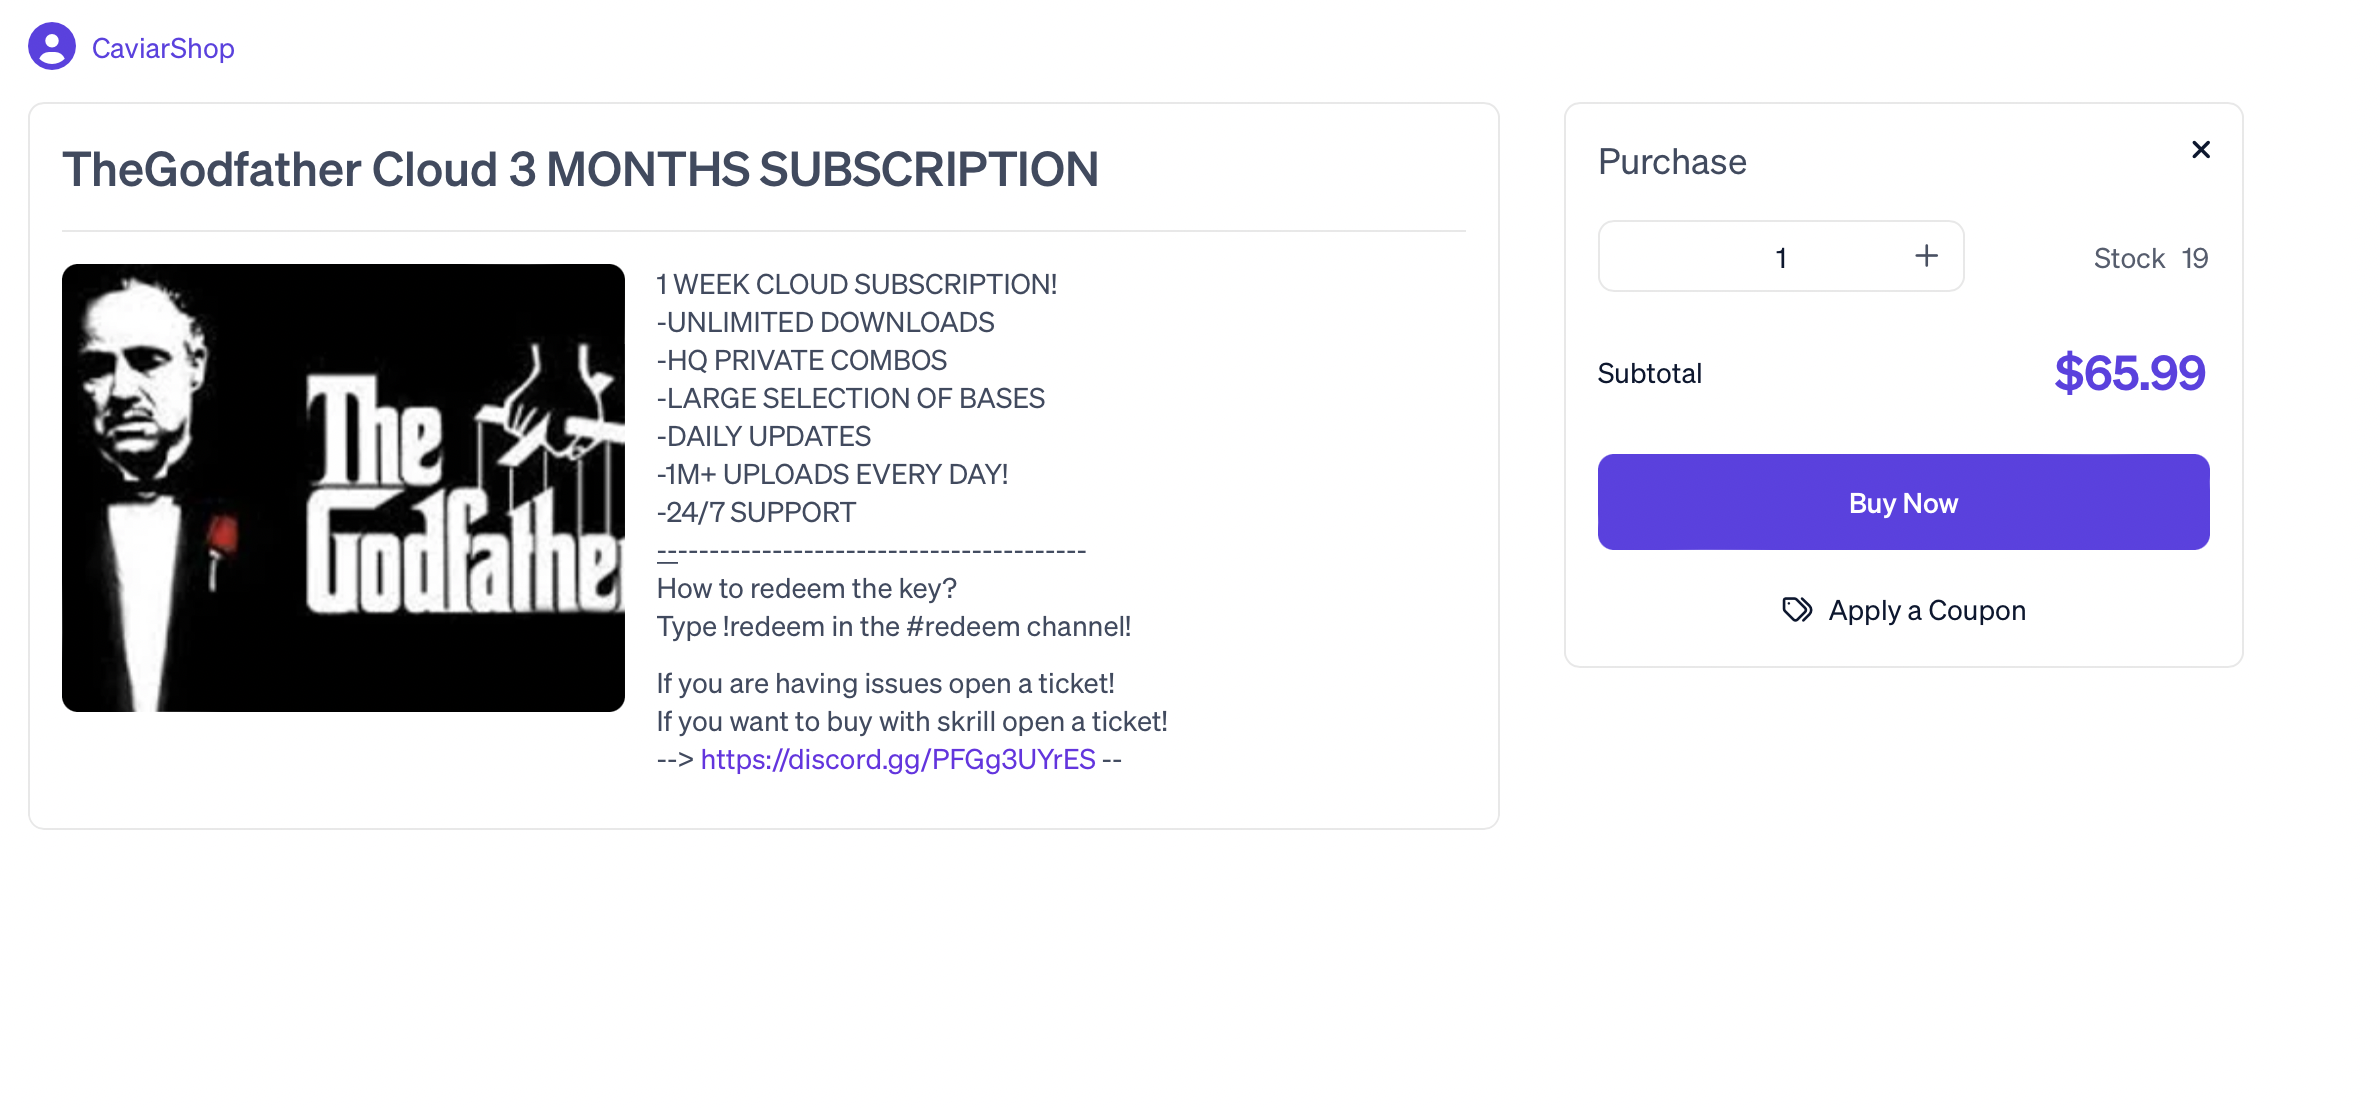 CaviarShop
TheGodfather Cloud 3 MONTHS SUBSCRIPTION
The
Godfather
1 WEEK CLOUD SUBSCRIPTION!
-UNLIMITED DOWNLOADS
-HQ PRIVATE COMBOS
-LARGE SELECTION OF BASES
-DAILY UPDATES
-1M+ UPLOADS EVERY DAY!
-24/7 SUPPORT
-----------------------------------------
How to redeem the key?
Type !redeem in the #redeem channel!
If you are having issues open a ticket!
If you want to buy with skrill open a ticket!
--> https://discord.gg/PFGg3UYrES --
Purchase
1
Stock 19
Subtotal
$65.99
Buy Now
Apply a Coupon